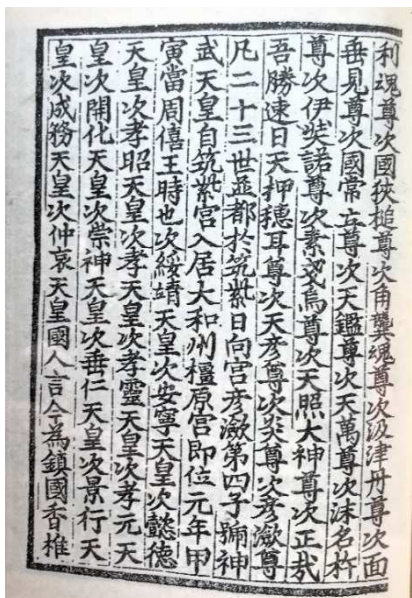 利魂尊次國狹槌尊次角龔魂尊次汲津丹尊次面
垂見尊次國常立尊次天鑑尊次天萬尊次沫名杵
尊次伊奘諾尊次素戔烏尊次天照大神尊次正哉
吾勝速日天押穗耳尊次天彦尊次炎尊次彦瀲尊
凡二十三世並都於筑紫日向宮彦瀲第四子號神
武天皇自筑紫宮入居大和州橿原宮即位元年甲
寅當周僖王時也次綏靖天皇次安寧天皇次懿德
天皇次孝昭天皇次孝天皇次孝靈天皇次孝元天
皇次開化天皇次崇神天皇次垂仁天皇次景行天
皇次成務天皇次仲哀天皇國人言今為鎮國香椎